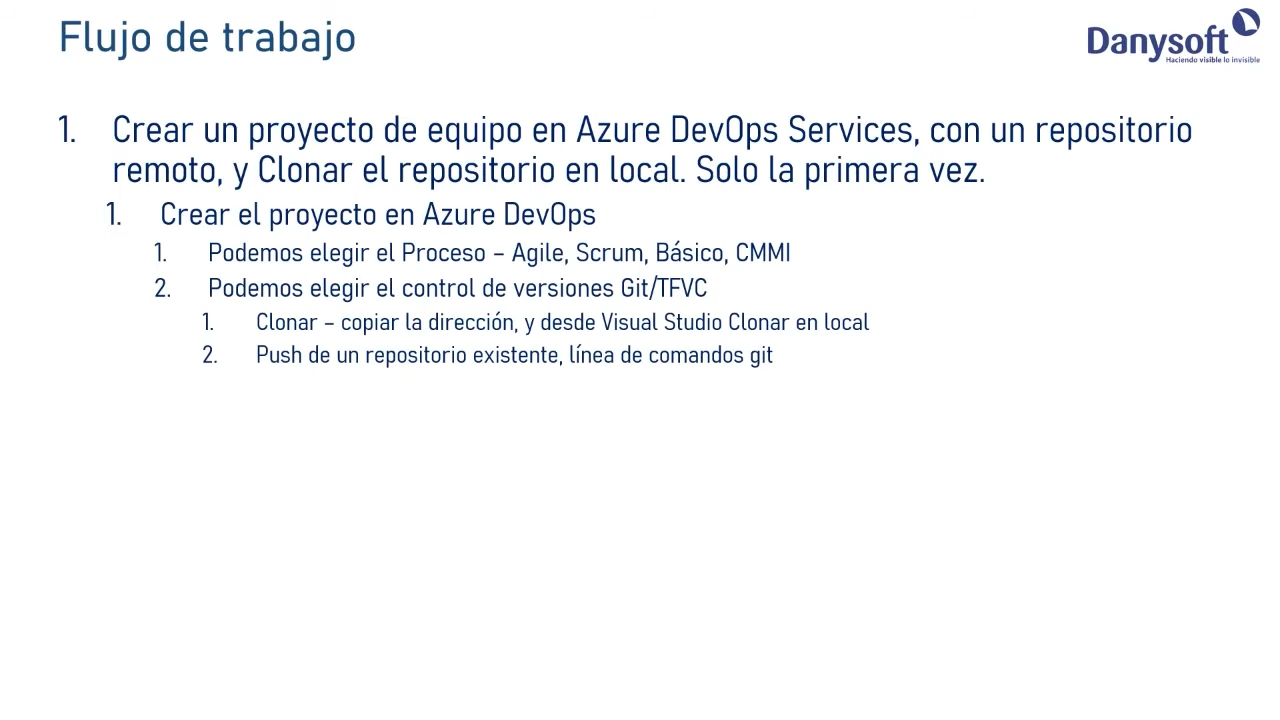 Flujo de trabajo
Danysoft
Haciendo visible lo invisible
1. Crear un proyecto de equipo en Azure DevOps Services, con un repositorio
remoto, y Clonar el repositorio en local. Solo la primera vez.
1. Crear el proyecto en Azure DevOps
1. Podemos elegir el Proceso – Agile, Scrum, Básico, CMMI
2. Podemos elegir el control de versiones Git/TFVC
1. Clonar – copiar la dirección, y desde Visual Studio Clonar en local
2. Push de un repositorio existente, línea de comandos git